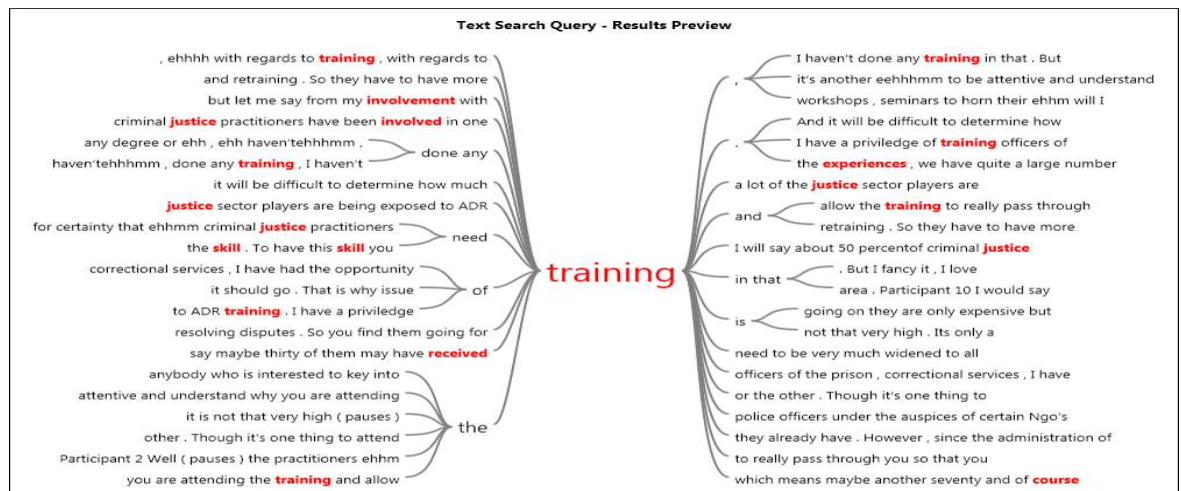 Text Search Query - Results Preview
, ehhhh with regards to training , with regards to
and retraining . So they have to have more
but let me say from my involvement with
criminal justice practitioners have been involved in one
any degree or ehh , ehh haven'tehhhmm ,
haven'tehhhmm , done any training , I haven't
done any
it will be difficult to determine how much
justice sector players are being exposed to ADR
for certainty that ehhmm criminal justice practitioners
the skill . To have this skill you
need
correctional services , I have had the opportunity
it should go . That is why issue
to ADR training . I have a priviledge
of
resolving disputes . So you find them going for
say maybe thirty of them may have received
anybody who is interested to key into
attentive and understand why you are attending
it is not that very high ( pauses )
other . Though it's one thing to attend
Participant 2 Well ( pauses ) the practitioners ehhm
you are attending the training and allow
the
training
,
I haven't done any training in that . But
it's another eehhhmm to be attentive and understand
workshops , seminars to horn their ehhm will I
.
And it will be difficult to determine how
I have a priviledge of training officers of
the experiences , we have quite a large number
a lot of the justice sector players are
and
allow the training to really pass through
retraining . So they have to have more
I will say about 50 percentof criminal justice
in that
. But I fancy it , I love
area . Participant 10 I would say
is
going on they are only expensive but
not that very high . Its only a
need to be very much widened to all
officers of the prison , correctional services , I have
or the other . Though it's one thing to
police officers under the auspices of certain Ngo's
they already have . However , since the administration of
to really pass through you so that you
which means maybe another seventy and of course